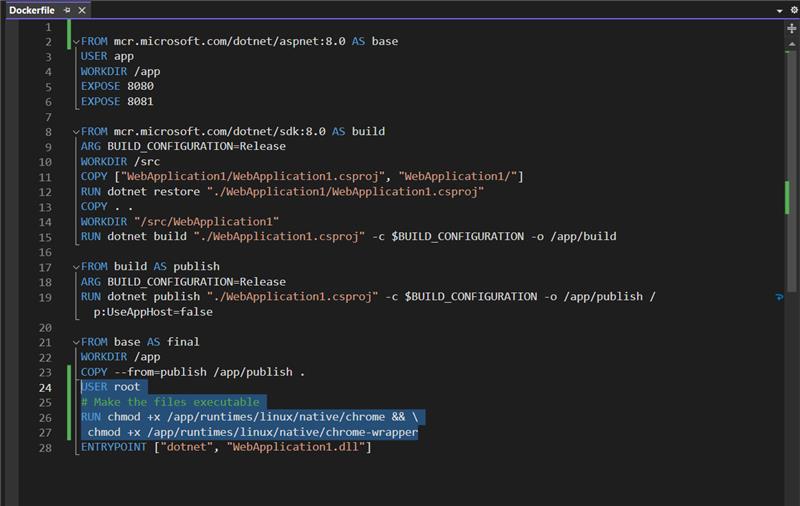 Dockerfile
1
2 FROM mcr.microsoft.com/dotnet/aspnet:8.0 AS base
3 USER app
4 WORKDIR /app
5 EXPOSE 8080
6 EXPOSE 8081
7
8 FROM mcr.microsoft.com/dotnet/sdk:8.0 AS build
9 ARG BUILD_CONFIGURATION=Release
10 WORKDIR /src
11 COPY ["WebApplication1/WebApplication1.csproj", "WebApplication1/"]
12 RUN dotnet restore "./WebApplication1/WebApplication1.csproj"
13 COPY . .
14 WORKDIR "/src/WebApplication1"
15 RUN dotnet build "./WebApplication1.csproj" -c $BUILD_CONFIGURATION -o /app/build
16
17 FROM build AS publish
18 ARG BUILD_CONFIGURATION=Release
19 RUN dotnet publish "./WebApplication1.csproj" -c $BUILD_CONFIGURATION -o /app/publish /
p:UseAppHost=false
20
21 FROM base AS final
22 WORKDIR /app
23 COPY --from=publish /app/publish .
24 USER root
25 # Make the files executable
26 RUN chmod +x /app/runtimes/linux/native/chrome && \
27 chmod +x /app/runtimes/linux/native/chrome-wrapper
28 ENTRYPOINT ["dotnet", "WebApplication1.dll"]